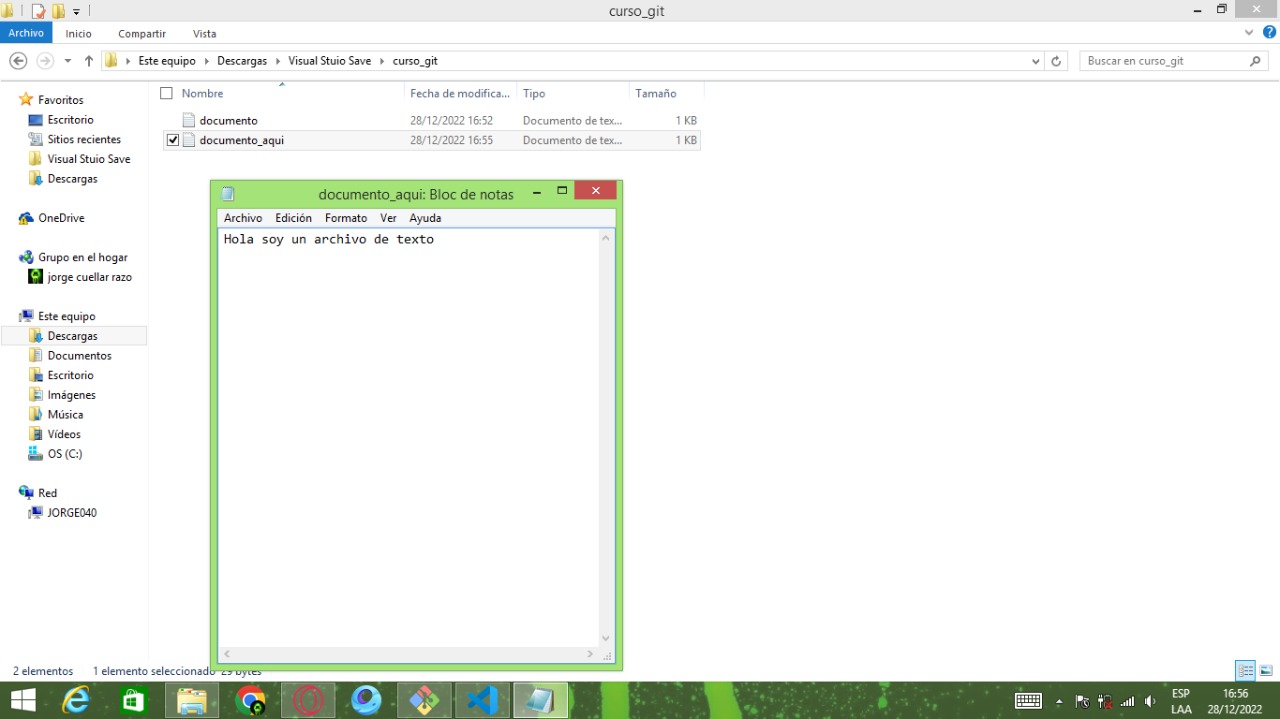 curso_git
Archivo Inicio Compartir Vista
Este equipo Descargas Visual Stuio Save curso_git
Buscar en curso_git
Nombre Fecha de modifica... Tipo Tamaño
documento 28/12/2022 16:52 Documento de tex... 1 KB
documento_aqui 28/12/2022 16:55 Documento de tex... 1 KB
Favoritos
Escritorio
Sitios recientes
Visual Stuio Save
Descargas
OneDrive
Grupo en el hogar
jorge cuellar razo
Este equipo
Descargas
Documentos
Escritorio
Imágenes
Música
Vídeos
OS (C:)
Red
JORGE040
documento_aqui: Bloc de notas
Archivo Edición Formato Ver Ayuda
Hola soy un archivo de texto
2 elementos 1 elemento seleccionado 29 bytes
ESP 16:56
LAA 28/12/2022